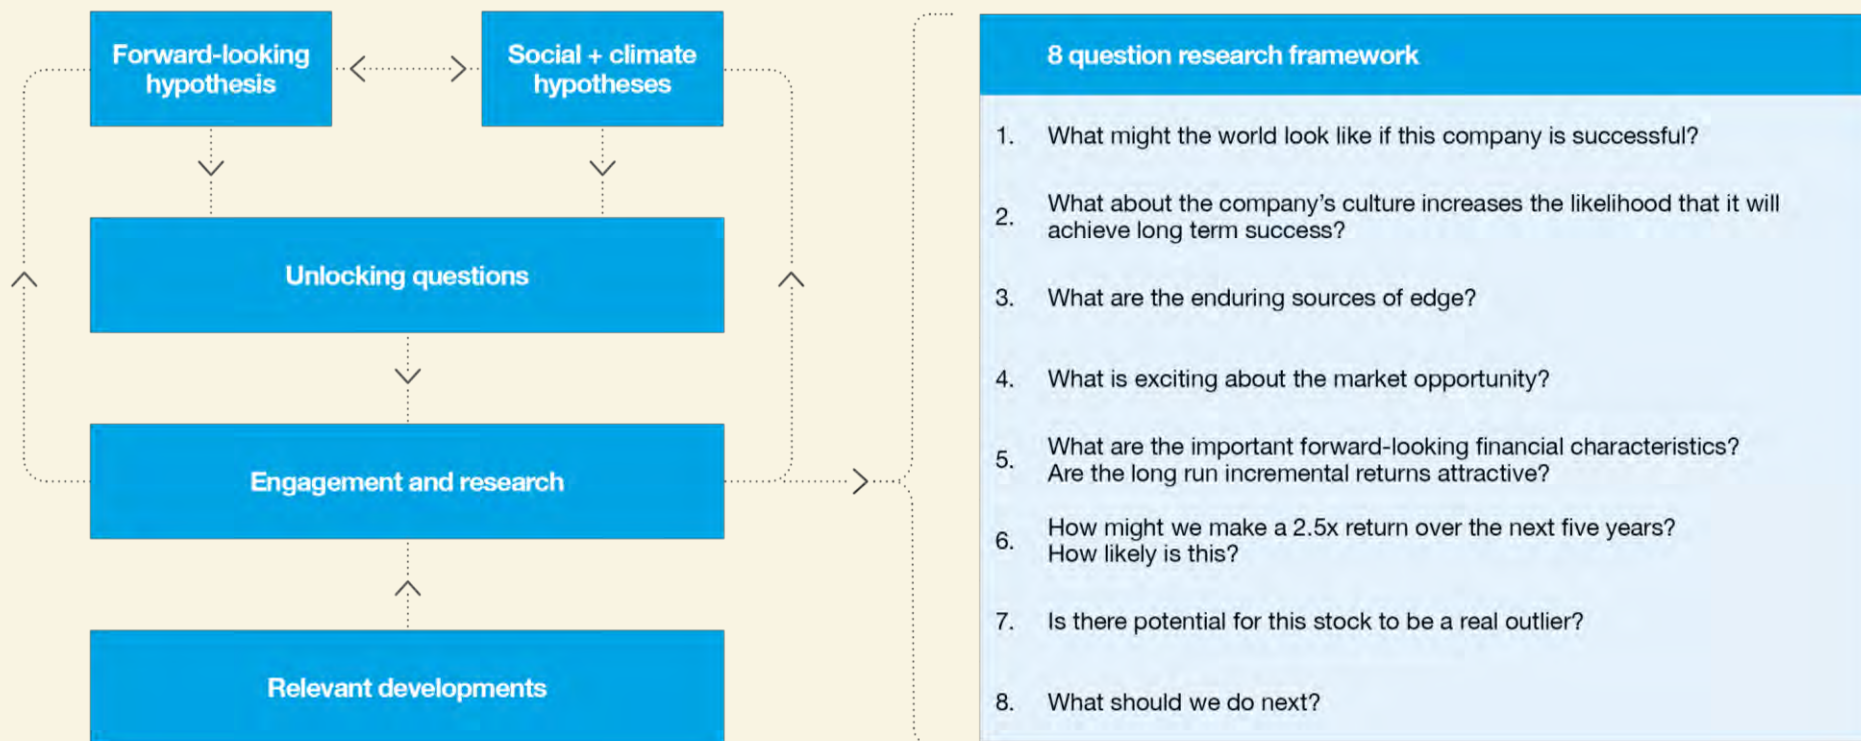 Forward-looking
hypothesis
Social + climate
hypotheses
Unlocking questions
Engagement and research
Relevant developments
8 question research framework
1. What might the world look like if this company is successful?
2. What about the company’s culture increases the likelihood that it will
achieve long term success?
3. What are the enduring sources of edge?
4. What is exciting about the market opportunity?
5. What are the important forward-looking financial characteristics?
Are the long run incremental returns attractive?
6. How might we make a 2.5x return over the next five years?
How likely is this?
7. Is there potential for this stock to be a real outlier?
8. What should we do next?